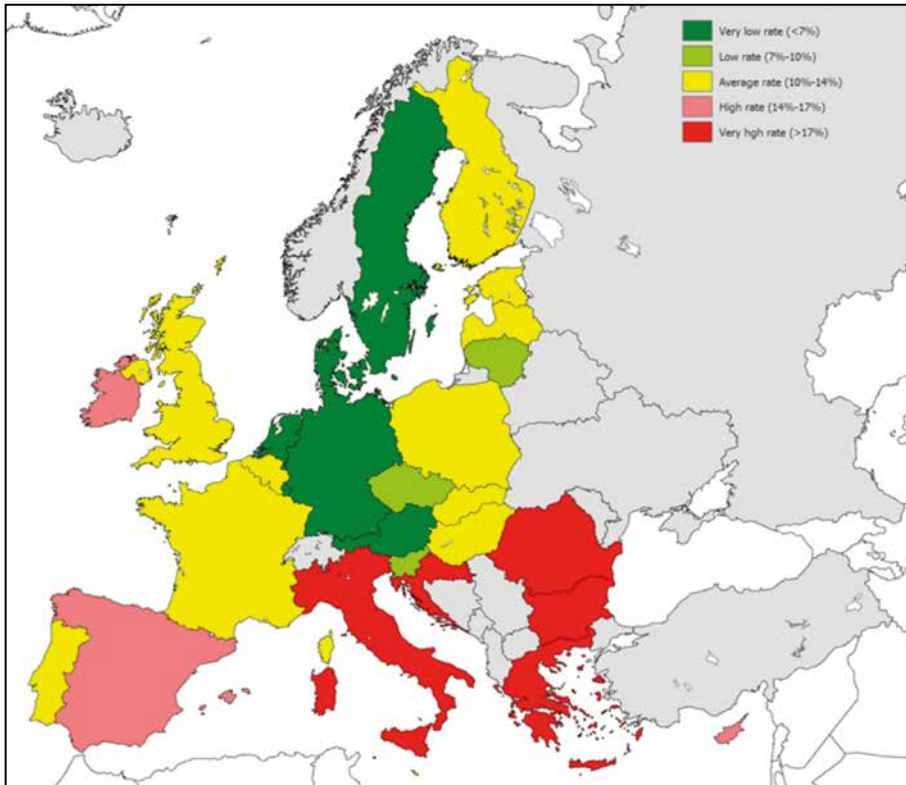 Very low rate (<7%)
Low rate (7%-10%)
Average rate (10%-14%)
High rate (14%-17%)
Very hgh rate (>17%)